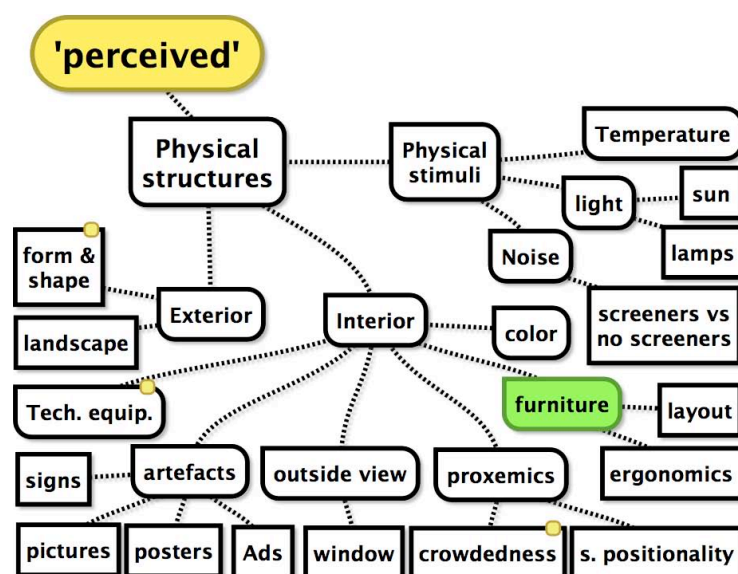 'perceived'
Physical
structures
Physical
stimuli
Temperature
light
sun
lamps
Noise
screeners vs
no screeners
form &
shape
Exterior
landscape
Interior
color
Tech. equip.
furniture
layout
ergonomics
artefacts
signs
outside view
proxemics
pictures
posters
Ads
window
crowdedness
s. positionality